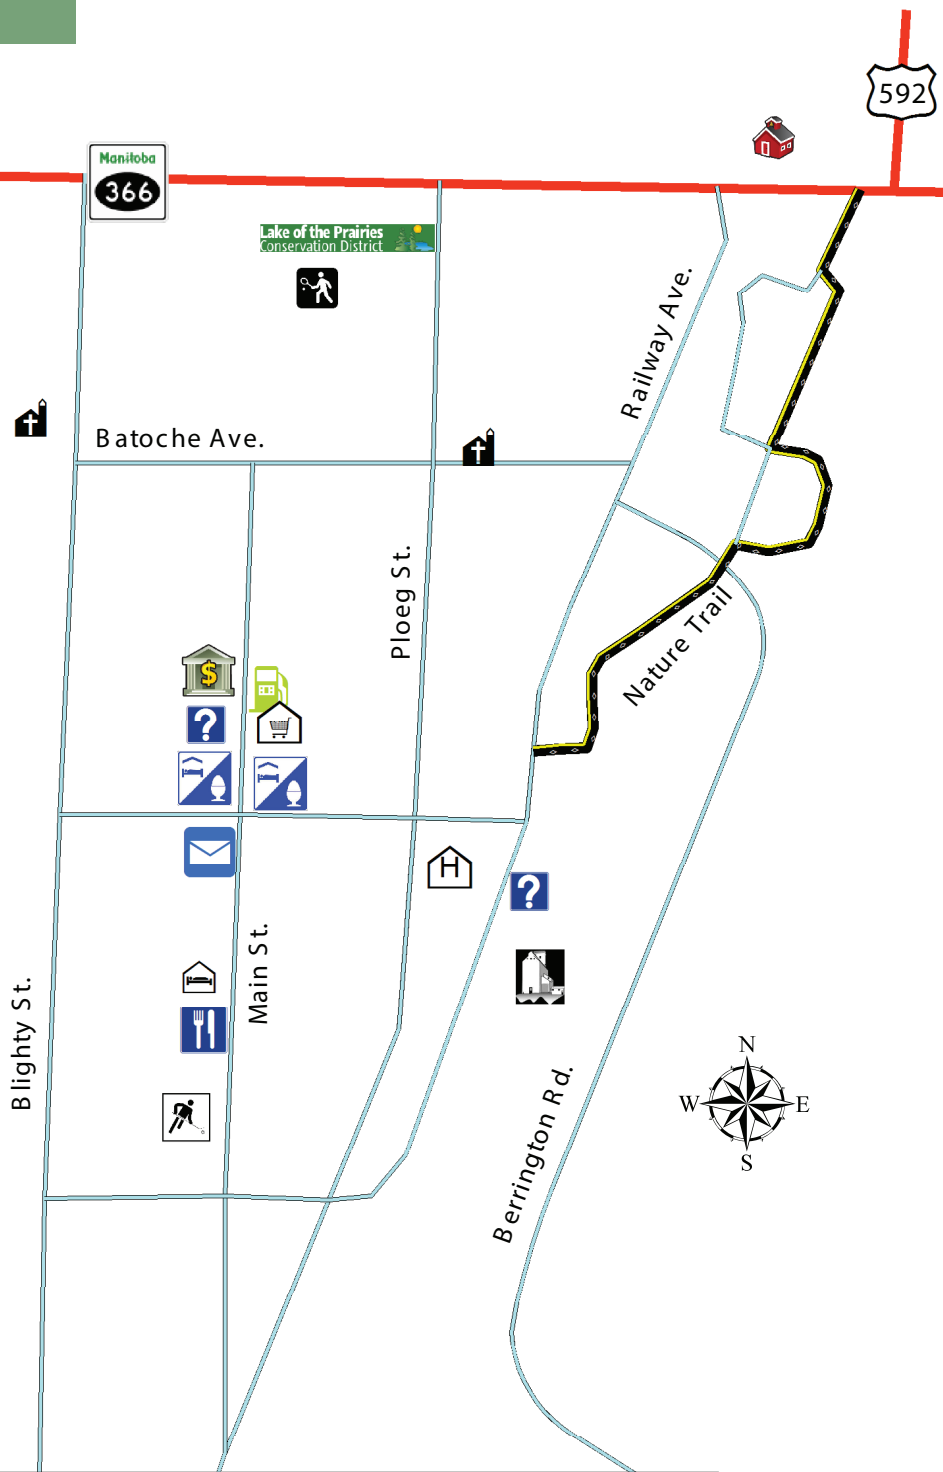 592
Manitoba
366
Lake of the Prairies
Conservation District
Railway Ave.
Batoche Ave.
Ploeg St.
Nature Trail
$
?
?
H
Main St.
Blighty St.
Berrington Rd.
N
W
E
S